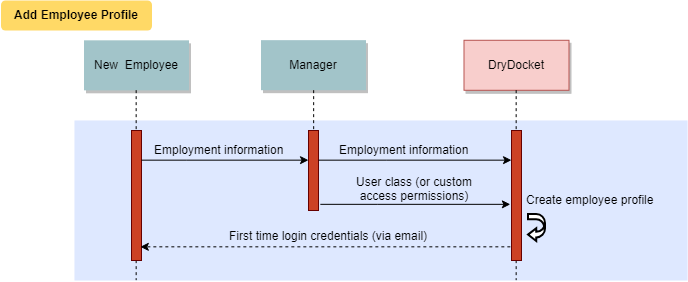 Add Employee Profile
New Employee
Manager
DryDocket
Employment information
Employment information
User class (or custom
access permissions)
Create employee profile
First time login credentials (via email)